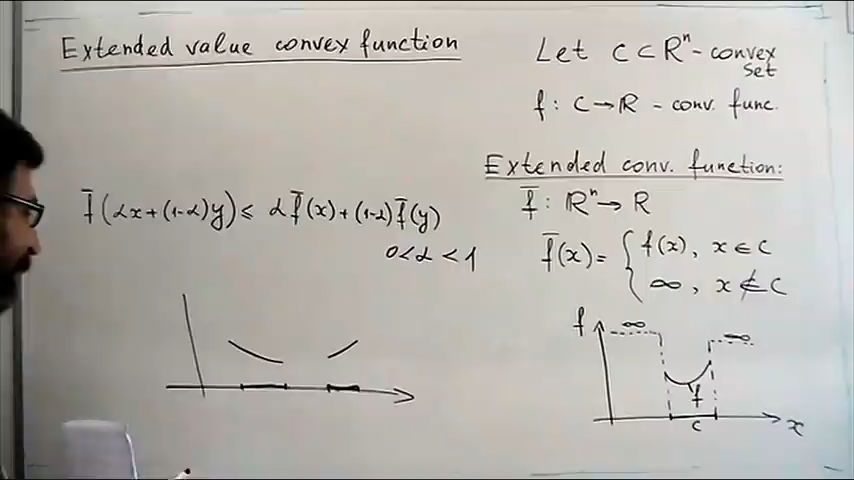 Extended value convex function
f̄(αx+(1-α)y) ≤ αf̄(x)+(1-α)f̄(y)
0<α<1
Let C⊂Rⁿ-convex
set
f: C→R - conv. func.
Extended conv. function:
f̄: Rⁿ→R
f̄(x)= { f(x), x∈C
∞, x∉C
f
∞
∞
f
C
x